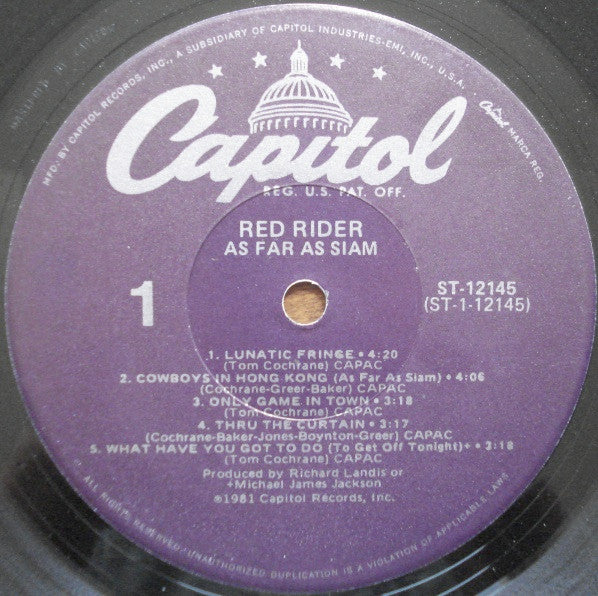 MFD. BY CAPITOL RECORDS, INC., A SUBSIDIARY OF CAPITOL INDUSTRIES-EMI, INC., U.S.A.
Capitol MARCA REG.
Capitol
REG. U.S. PAT. OFF.
RED RIDER
AS FAR AS SIAM
1
ST-12145
(ST-1-12145)
1. LUNATIC FRINGE • 4:20
(Tom Cochrane) CAPAC
2. COWBOYS IN HONG KONG (As Far As Siam) • 4:06
(Cochrane-Greer-Baker) CAPAC
3. ONLY GAME IN TOWN • 3:18
(Tom Cochrane) CAPAC
4. THRU THE CURTAIN • 3:17
(Cochrane-Baker-Jones-Boynton-Greer) CAPAC
5. WHAT HAVE YOU GOT TO DO (To Get Off Tonight)+ • 3:18
(Tom Cochrane) CAPAC
Produced by Richard Landis or
+Michael James Jackson
℗1981 Capitol Records, Inc.
ALL RIGHTS RESERVED. UNAUTHORIZED DUPLICATION IS A VIOLATION OF APPLICABLE LAWS